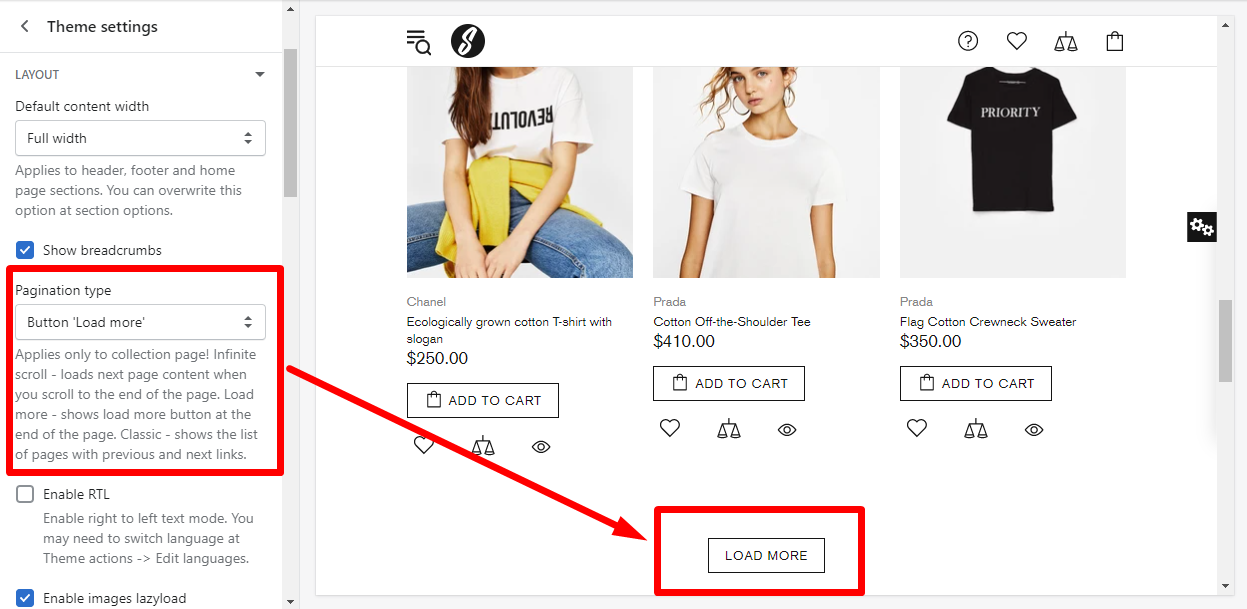 Theme settings
LAYOUT
Default content width
Full width
Applies to header, footer and home
page sections. You can overwrite this
option at section options.
Show breadcrumbs
Pagination type
Button 'Load more'
Applies only to collection page! Infinite
scroll - loads next page content when
you scroll to the end of the page. Load
more - shows load more button at the
end of the page. Classic - shows the list
of pages with previous and next links.
Enable RTL
Enable right to left text mode. You
may need to switch language at
Theme actions -> Edit languages.
Enable images lazyload
REVOLUTION
PRIORITY
Chanel
Ecologically grown cotton T-shirt with
slogan
$250.00
ADD TO CART
Prada
Cotton Off-the-Shoulder Tee
$410.00
ADD TO CART
Prada
Flag Cotton Crewneck Sweater
$350.00
ADD TO CART
LOAD MORE